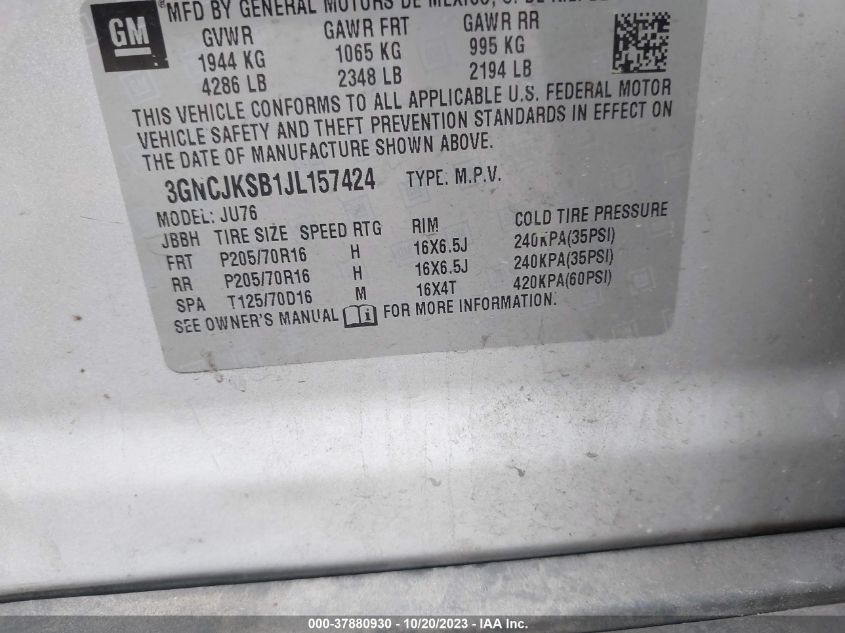 GM
®MFD BY GENERAL MOTORS DE MEXICO, S. DE
GVWR GAWR FRT GAWR RR
1944 KG 1065 KG 995 KG
4286 LB 2348 LB 2194 LB
THIS VEHICLE CONFORMS TO ALL APPLICABLE U.S. FEDERAL MOTOR
VEHICLE SAFETY AND THEFT PREVENTION STANDARDS IN EFFECT ON
THE DATE OF MANUFACTURE SHOWN ABOVE.
3GNCJKSB1JL157424 TYPE: M.P.V.
MODEL: JU76
JBBH TIRE SIZE SPEED RTG RIM COLD TIRE PRESSURE
FRT P205/70R16 H 16X6.5J 240KPA(35PSI)
RR P205/70R16 H 16X6.5J 240KPA(35PSI)
SPA T125/70D16 M 16X4T 420KPA(60PSI)
SEE OWNER'S MANUAL i FOR MORE INFORMATION.
000-37880930 - 10/20/2023 - IAA Inc.